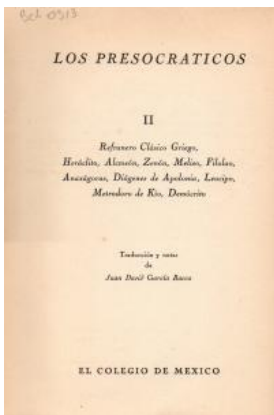 LOS PRESOCRATICOS
II
Refranero Clásico Griego,
Heráclito, Alcmeón, Zenón, Meliso, Filolao,
Anaxágoras, Diógenes de Apolonia, Leucipo,
Metrodoro de Kío, Demócrito
Traducción y notas
de
Juan David García Bacca
EL COLEGIO DE MEXICO